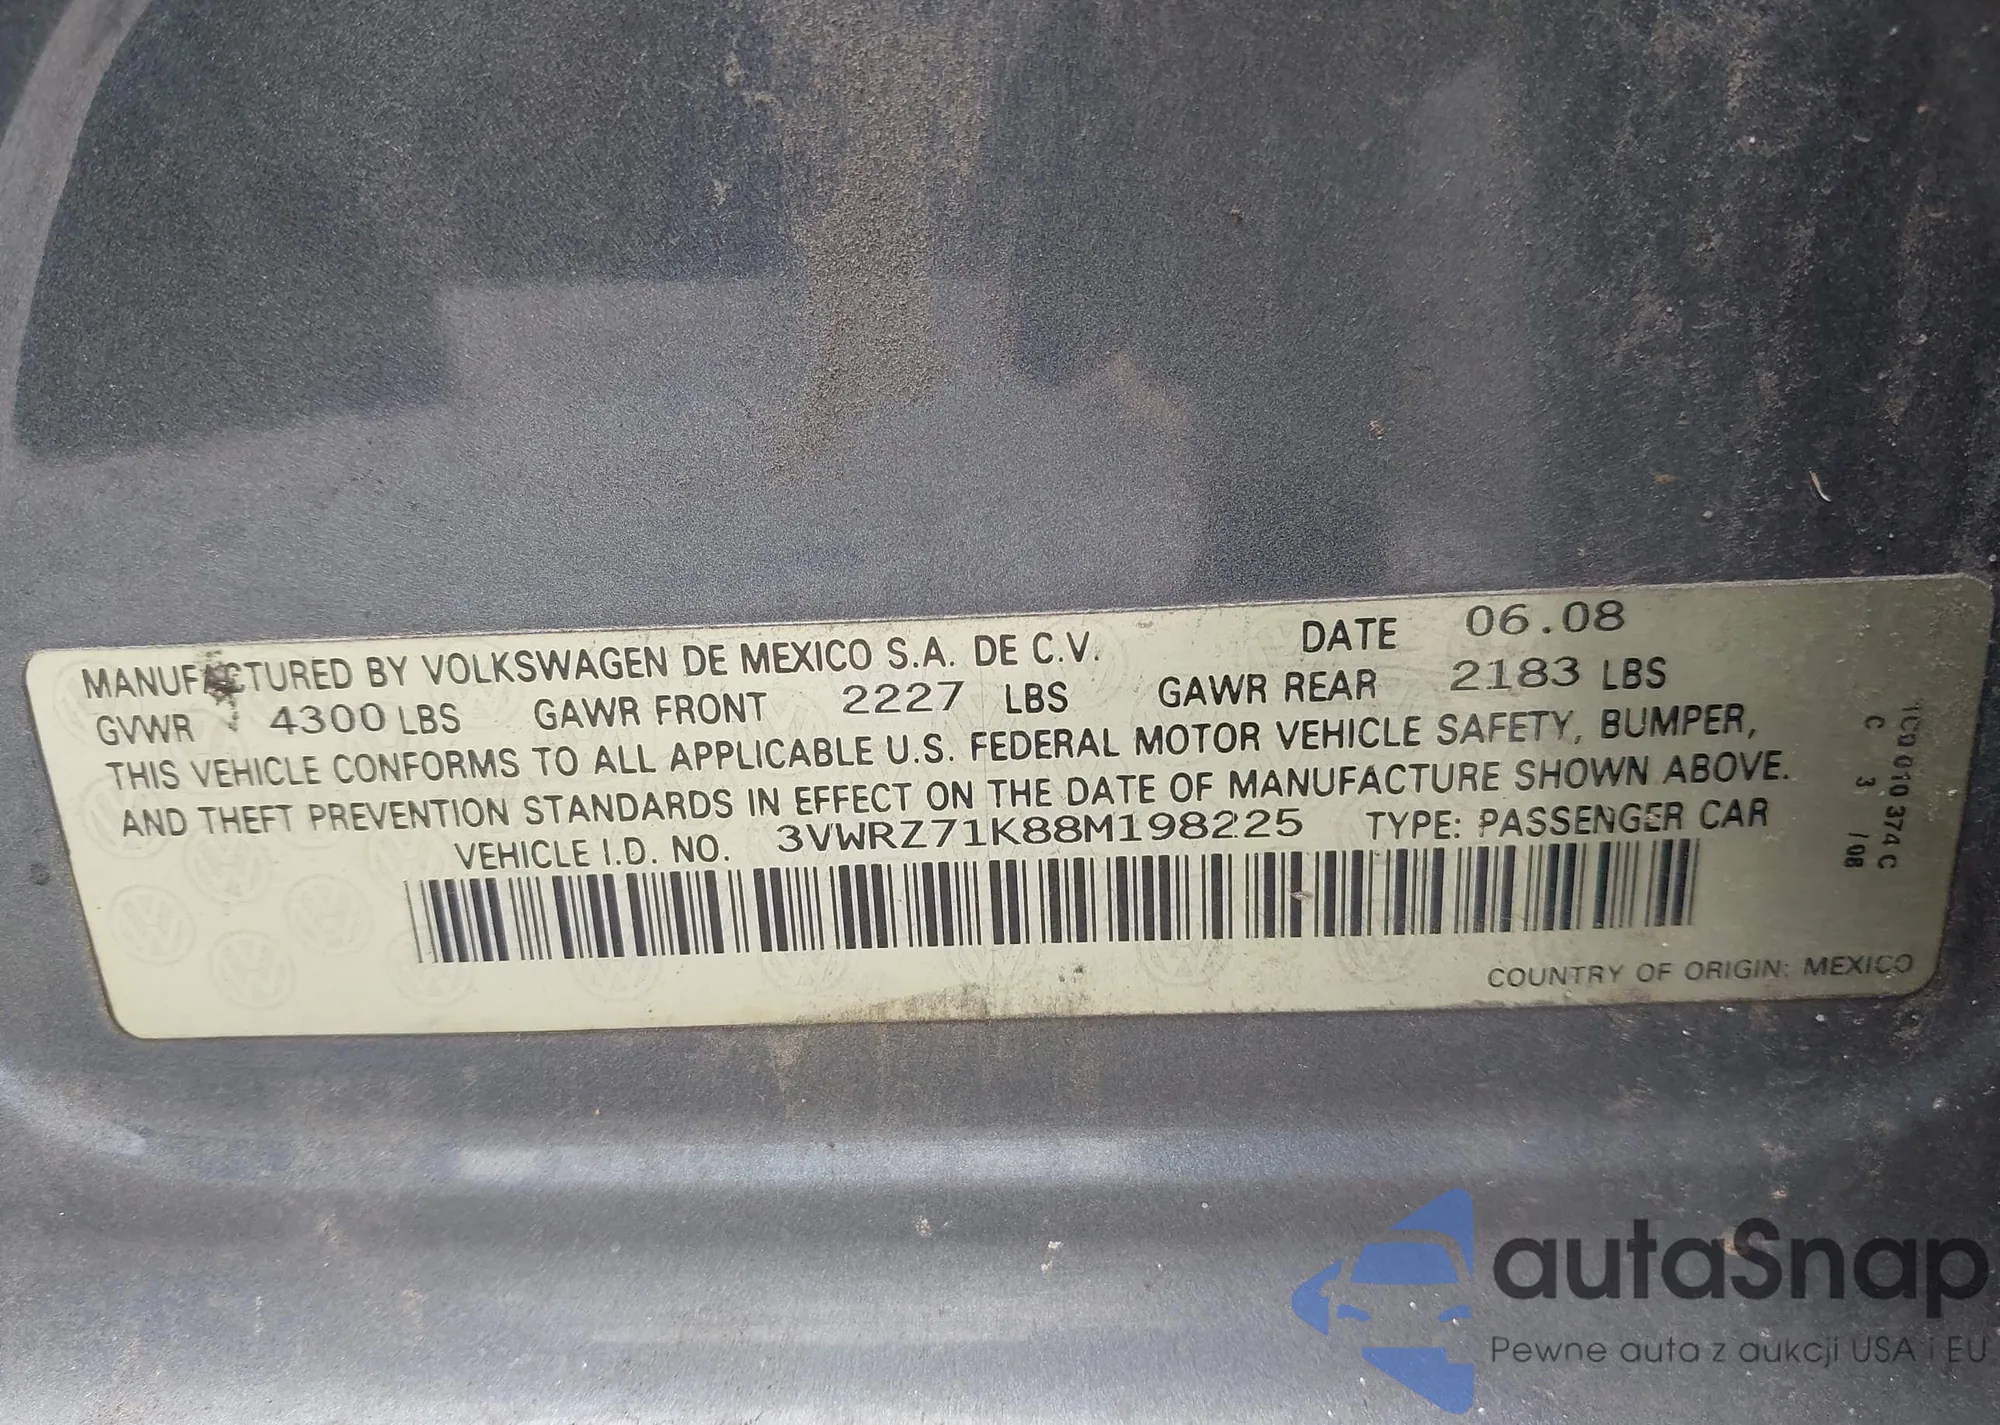 MANUFACTURED BY VOLKSWAGEN DE MEXICO S.A. DE C.V. DATE 06.08
GVWR 4300 LBS GAWR FRONT 2227 LBS GAWR REAR 2183 LBS
THIS VEHICLE CONFORMS TO ALL APPLICABLE U.S. FEDERAL MOTOR VEHICLE SAFETY, BUMPER,
AND THEFT PREVENTION STANDARDS IN EFFECT ON THE DATE OF MANUFACTURE SHOWN ABOVE.
VEHICLE I.D. NO. 3VWRZ71K88M198225 TYPE: PASSENGER CAR
COUNTRY OF ORIGIN: MEXICO
1C0 010 374 C
C 3 / 08
autaSnap
Pewne auta z aukcji USA i EU